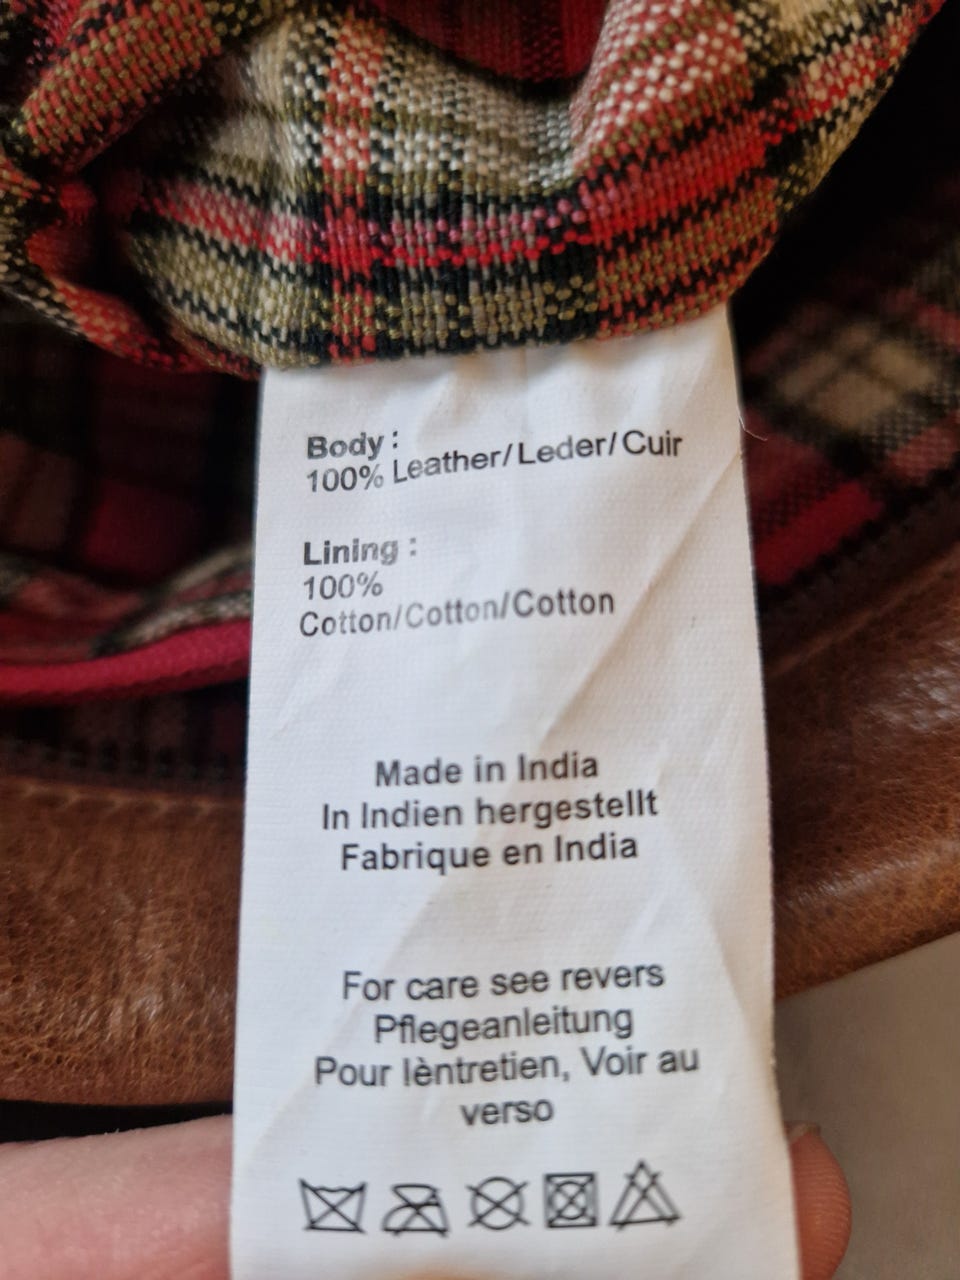 Body :
100% Leather/Leder/Cuir
Lining :
100%
Cotton/Cotton/Cotton
Made in India
In Indien hergestellt
Fabrique en India
For care see revers
Pflegeanleitung
Pour lèntretien, Voir au
verso